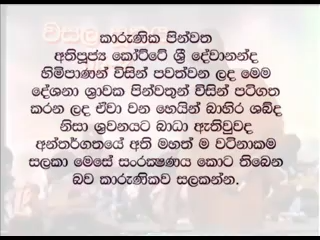 කාරුණික පින්වත
අතිපූජ්‍ය කෝට්ටේ ශ්‍රී දේවානන්ද
හිමිපාණන් විසින් පවත්වන ලද මෙම
දේශනා ශ්‍රාවක පින්වතුන් විසින් පටිගත
කරන ලද ඒවා වන හෙයින් බාහිර ශබ්ද
නිසා ශ්‍රවනයට බාධා ඇතිවුවද
අන්තර්ගතයේ අති මහත් ම වටිනාකම
සලකා මෙසේ සංරක්‍ෂණය කොට තිබෙන
බව කාරුණිකව සලකන්න.